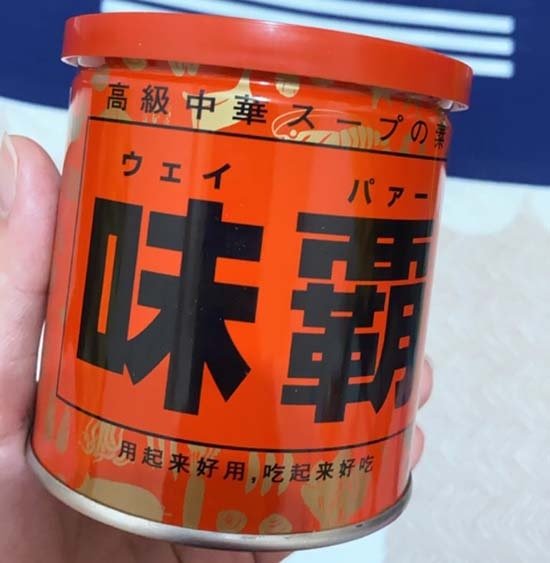 高級中華スープの素
ウェイ パァー
味覇
用起来好用,吃起来好吃